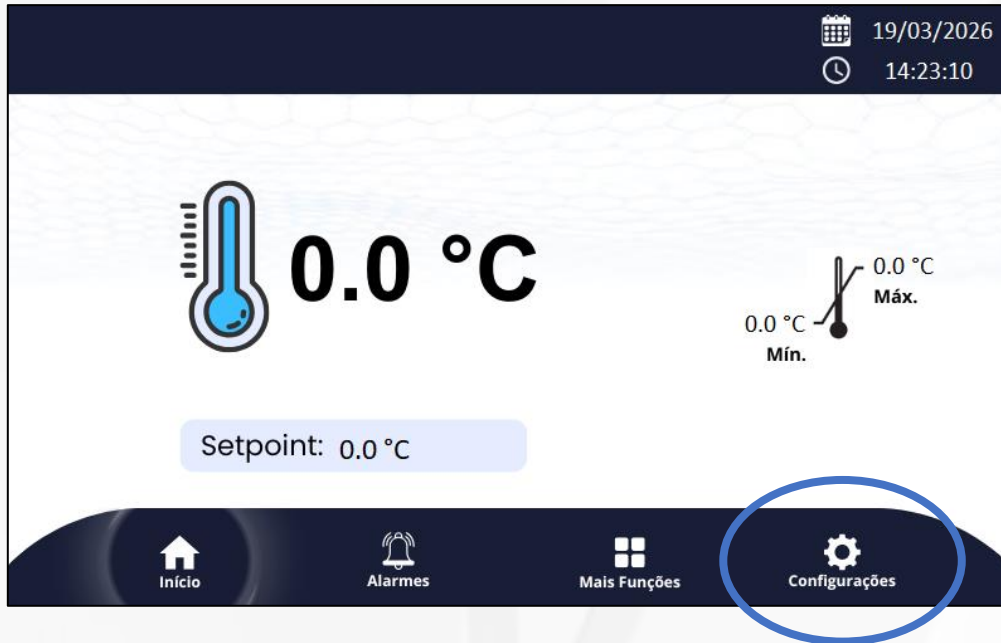 19/03/2026
14:23:10
0.0 °C
0.0 °C
Máx.
0.0 °C
Mín.
Setpoint: 0.0 °C
Início
Alarmes
Mais Funções
Configurações